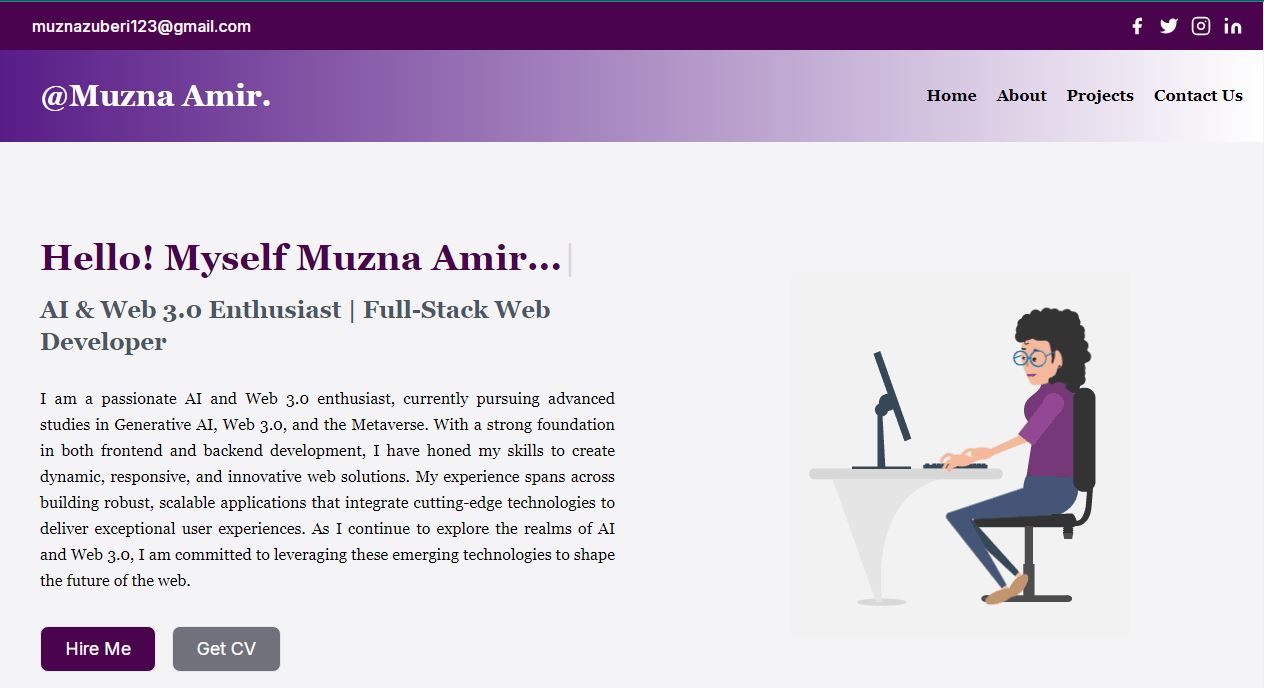 muznazuberi123@gmail.com
@Muzna Amir.
Home About Projects Contact Us
Hello! Myself Muzna Amir...
AI & Web 3.0 Enthusiast | Full-Stack Web
Developer
I am a passionate AI and Web 3.0 enthusiast, currently pursuing advanced
studies in Generative AI, Web 3.0, and the Metaverse. With a strong foundation
in both frontend and backend development, I have honed my skills to create
dynamic, responsive, and innovative web solutions. My experience spans across
building robust, scalable applications that integrate cutting-edge technologies to
deliver exceptional user experiences. As I continue to explore the realms of AI
and Web 3.0, I am committed to leveraging these emerging technologies to shape
the future of the web.
Hire Me Get CV